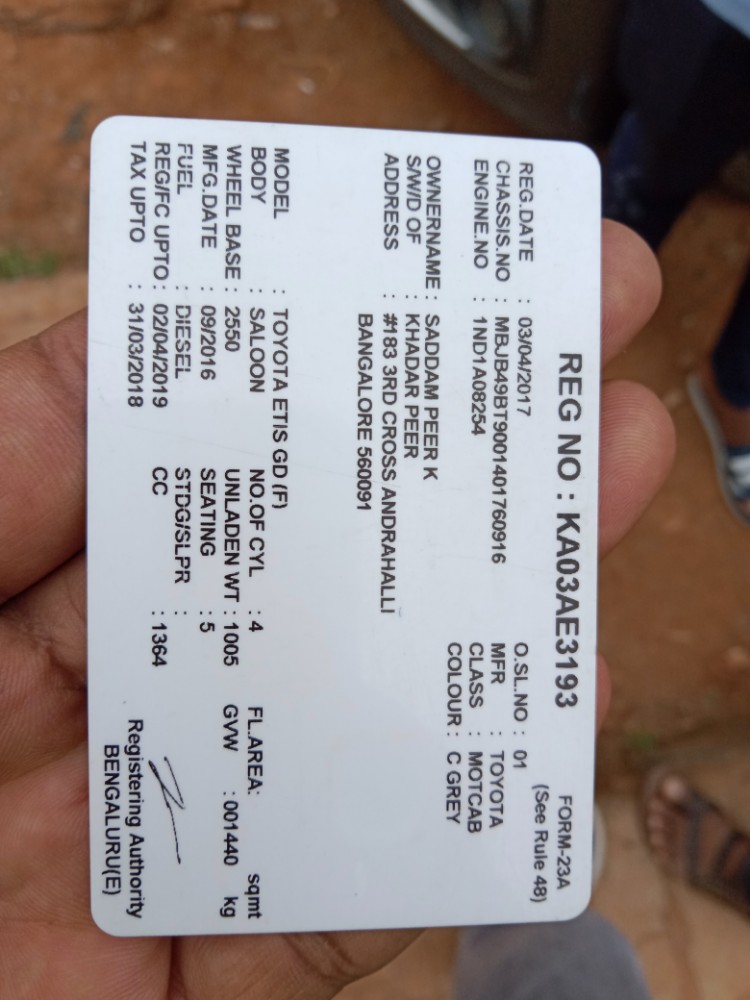 FORM-23A
REG NO : KA03AE3193 (See Rule 48)
REG.DATE : 03/04/2017 O.SL.NO : 01
CHASSIS.NO : MBJB49BT9001401760916 MFR : TOYOTA
ENGINE.NO : 1ND1A08254 CLASS : MOTCAB
COLOUR : C GREY
OWNERNAME : SADDAM PEER K
S/W/D OF : KHADAR PEER
ADDRESS : #183 3RD CROSS ANDRAHALLI
BANGALORE 560091
MODEL : TOYOTA ETIS GD (F)
BODY : SALOON NO.OF CYL : 4 FL.AREA: sqmt
WHEEL BASE : 2550 UNLADEN WT : 1005 GVW : 001440 kg
MFG.DATE : 09/2016 SEATING : 5
FUEL : DIESEL STDG/SLPR :
REG/FC UPTO : 02/04/2019 CC : 1364
TAX UPTO : 31/03/2018
Registering Authority
BENGALURU(E)